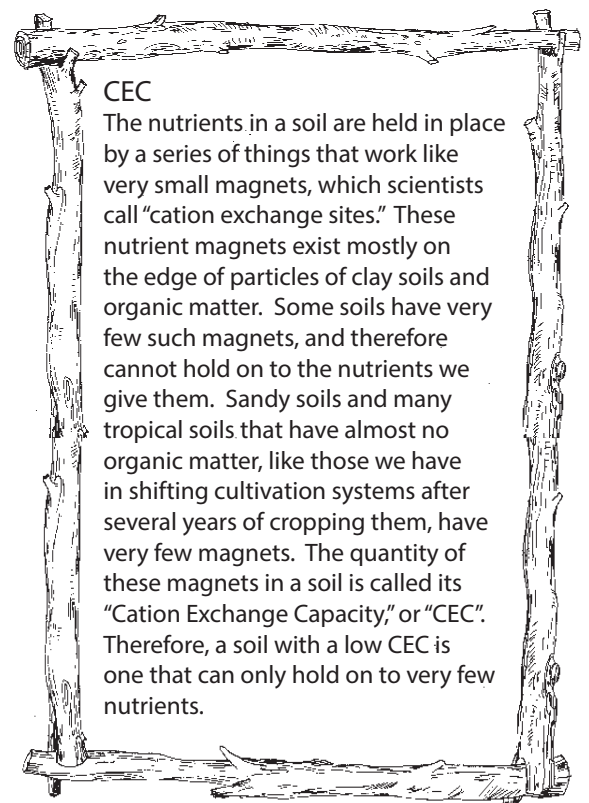 CEC
The nutrients in a soil are held in place
by a series of things that work like
very small magnets, which scientists
call “cation exchange sites.”  These
nutrient magnets exist mostly on
the edge of particles of clay soils and
organic matter.  Some soils have very
few such magnets, and therefore
cannot hold on to the nutrients we
give them.  Sandy soils and many
tropical soils that have almost no
organic matter, like those we have
in shifting cultivation systems after
several years of cropping them, have
very few magnets.  The quantity of
these magnets in a soil is called its
“Cation Exchange Capacity,” or “CEC”.
Therefore, a soil with a low CEC is
one that can only hold on to very few
nutrients.